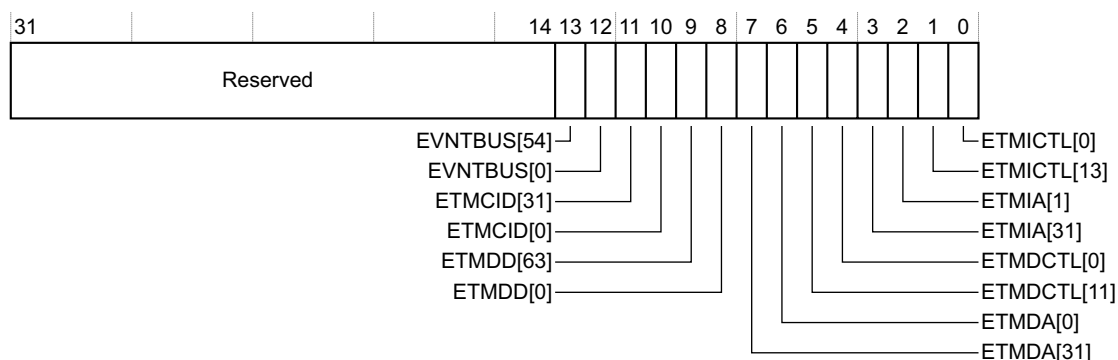 31 14 13 12 11 10 9 8 7 6 5 4 3 2 1 0
Reserved
EVNTBUS[54] ETMICTL[0]
EVNTBUS[0] ETMICTL[13]
ETMCID[31] ETMIA[1]
ETMCID[0] ETMIA[31]
ETMDD[63] ETMDCTL[0]
ETMDD[0] ETMDCTL[11]
ETMDA[0]
ETMDA[31]